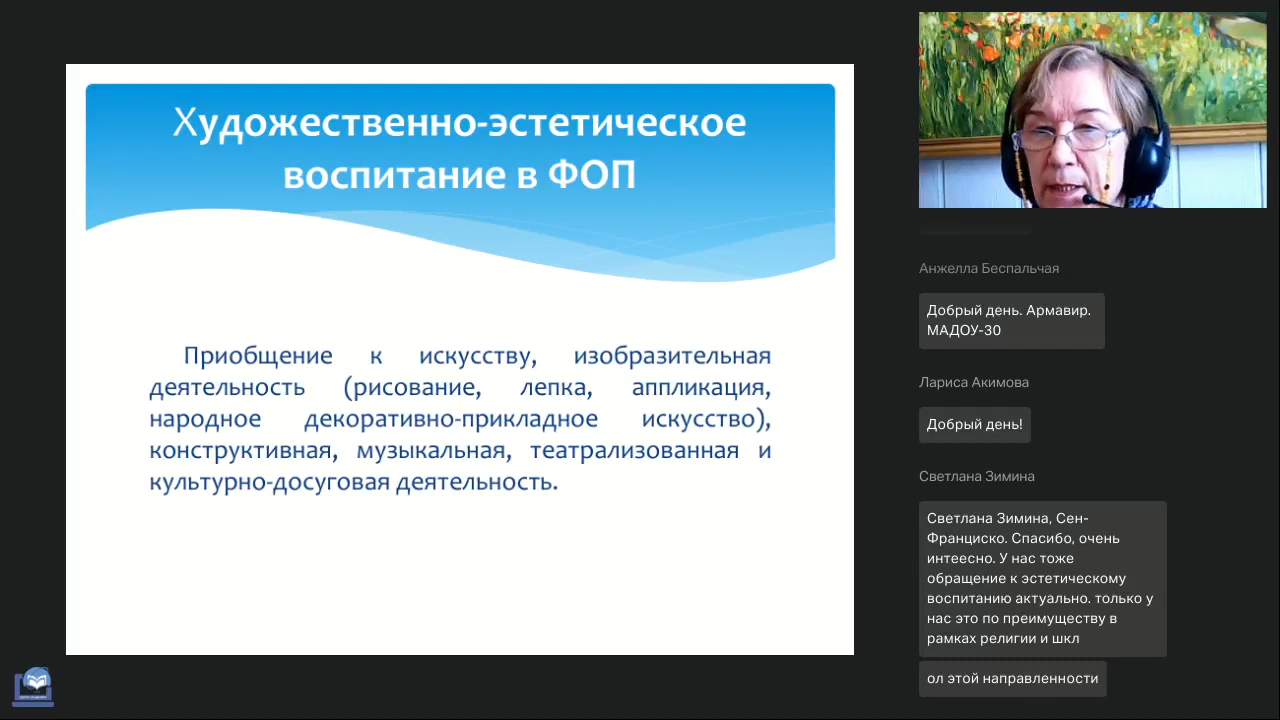 Художественно-эстетическое
воспитание в ФОП
Приобщение к искусству, изобразительная
деятельность (рисование, лепка, аппликация,
народное декоративно-прикладное искусство),
конструктивная, музыкальная, театрализованная и
культурно-досуговая деятельность.
Анжелла Беспальчая
Добрый день. Армавир.
МАДОУ-30
Лариса Акимова
Добрый день!
Светлана Зимина
Светлана Зимина, Сен-
Франциско. Спасибо, очень
интеесно. У нас тоже
обращение к эстетическому
воспитанию актуально. только у
нас это по преимуществу в
рамках религии и шкл
ол этой направленности